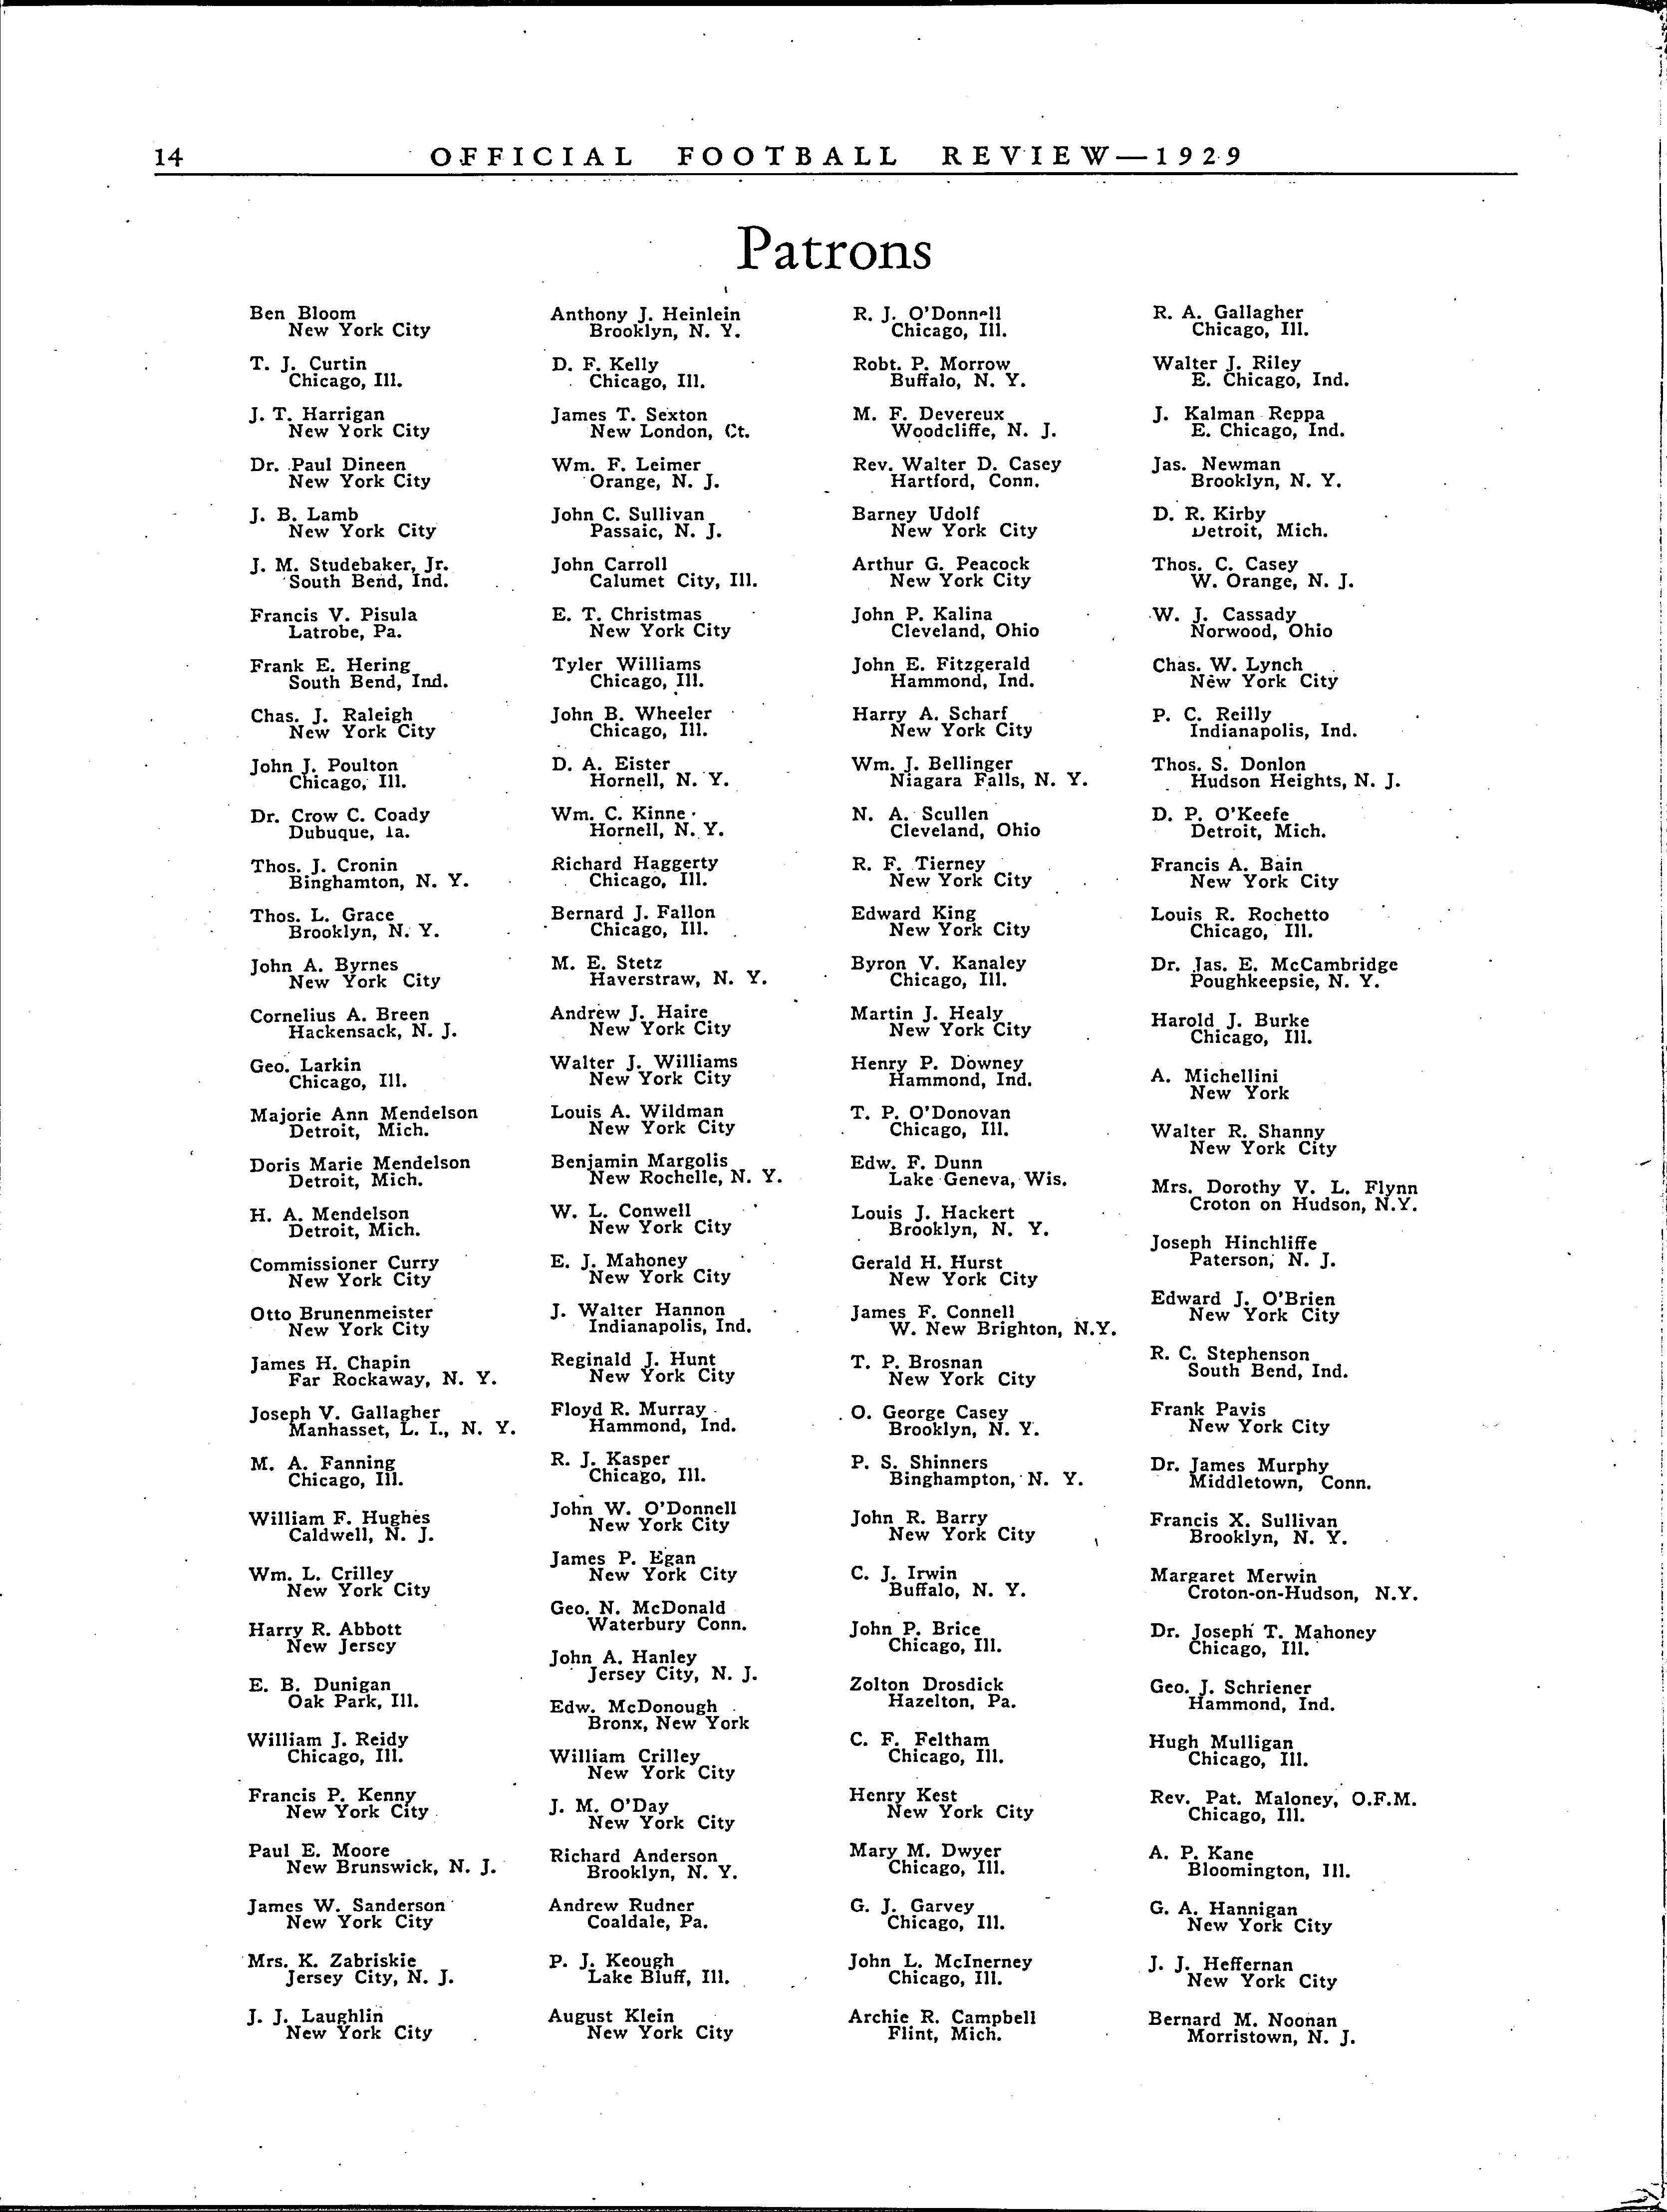 14
OFFICIAL FOOTBALL REVIEW—1929
Patrons
Ben Bloom
New York City
T. J. Curtin
Chicago, Ill.
J. T. Harrigan
New York City
Dr. Paul Dineen
New York City
J. B. Lamb
New York City
J. M. Studebaker, Jr.
South Bend, Ind.
Francis V. Pisula
Latrobe, Pa.
Frank E. Hering
South Bend, Ind.
Chas. J. Raleigh
New York City
John J. Poulton
Chicago, Ill.
Dr. Crow C. Coady
Dubuque, Ia.
Thos. J. Cronin
Binghamton, N. Y.
Thos. L. Grace
Brooklyn, N. Y.
John A. Byrnes
New York City
Cornelius A. Breen
Hackensack, N. J.
Geo. Larkin
Chicago, Ill.
Majorie Ann Mendelson
Detroit, Mich.
Doris Marie Mendelson
Detroit, Mich.
H. A. Mendelson
Detroit, Mich.
Commissioner Curry
New York City
Otto Brunenmeister
New York City
James H. Chapin
Far Rockaway, N. Y.
Joseph V. Gallagher
Manhasset, L. I., N. Y.
M. A. Fanning
Chicago, Ill.
William F. Hughes
Caldwell, N. J.
Wm. L. Crilley
New York City
Harry R. Abbott
New Jersey
E. B. Dunigan
Oak Park, Ill.
William J. Reidy
Chicago, Ill.
Francis P. Kenny
New York City
Paul E. Moore
New Brunswick, N. J.
James W. Sanderson
New York City
Mrs. K. Zabriskie
Jersey City, N. J.
J. J. Laughlin
New York City
Anthony J. Heinlein
Brooklyn, N. Y.
D. F. Kelly
Chicago, Ill.
James T. Sexton
New London, Ct.
Wm. F. Leimer
Orange, N. J.
John C. Sullivan
Passaic, N. J.
John Carroll
Calumet City, Ill.
E. T. Christmas
New York City
Tyler Williams
Chicago, Ill.
John B. Wheeler
Chicago, Ill.
D. A. Eister
Hornell, N. Y.
Wm. C. Kinne
Hornell, N. Y.
Richard Haggerty
Chicago, Ill.
Bernard J. Fallon
Chicago, Ill.
M. E. Stetz
Haverstraw, N. Y.
Andrew J. Haire
New York City
Walter J. Williams
New York City
Louis A. Wildman
New York City
Benjamin Margolis
New Rochelle, N. Y.
W. L. Conwell
New York City
E. J. Mahoney
New York City
J. Walter Hannon
Indianapolis, Ind.
Reginald J. Hunt
New York City
Floyd R. Murray
Hammond, Ind.
R. J. Kasper
Chicago, Ill.
John W. O'Donnell
New York City
James P. Egan
New York City
Geo. N. McDonald
Waterbury Conn.
John A. Hanley
Jersey City, N. J.
Edw. McDonough
Bronx, New York
William Crilley
New York City
J. M. O'Day
New York City
Richard Anderson
Brooklyn, N. Y.
Andrew Rudner
Coaldale, Pa.
P. J. Keough
Lake Bluff, Ill.
August Klein
New York City
R. J. O'Donnell
Chicago, Ill.
Robt. P. Morrow
Buffalo, N. Y.
M. F. Devereux
Woodcliffe, N. J.
Rev. Walter D. Casey
Hartford, Conn.
Barney Udolf
New York City
Arthur G. Peacock
New York City
John P. Kalina
Cleveland, Ohio
John E. Fitzgerald
Hammond, Ind.
Harry A. Scharf
New York City
Wm. J. Bellinger
Niagara Falls, N. Y.
N. A. Scullen
Cleveland, Ohio
R. F. Tierney
New York City
Edward King
New York City
Byron V. Kanaley
Chicago, Ill.
Martin J. Healy
New York City
Henry P. Downey
Hammond, Ind.
T. P. O'Donovan
Chicago, Ill.
Edw. F. Dunn
Lake Geneva, Wis.
Louis J. Hackert
Brooklyn, N. Y.
Gerald H. Hurst
New York City
James F. Connell
W. New Brighton, N.Y.
T. P. Brosnan
New York City
O. George Casey
Brooklyn, N. Y.
P. S. Shinners
Binghampton, N. Y.
John R. Barry
New York City
C. J. Irwin
Buffalo, N. Y.
John P. Brice
Chicago, Ill.
Zolton Drosdick
Hazelton, Pa.
C. F. Feltham
Chicago, Ill.
Henry Kest
New York City
Mary M. Dwyer
Chicago, Ill.
G. J. Garvey
Chicago, Ill.
John L. McInerney
Chicago, Ill.
Archie R. Campbell
Flint, Mich.
R. A. Gallagher
Chicago, Ill.
Walter J. Riley
E. Chicago, Ind.
J. Kalman Reppa
E. Chicago, Ind.
Jas. Newman
Brooklyn, N. Y.
D. R. Kirby
Detroit, Mich.
Thos. C. Casey
W. Orange, N. J.
W. J. Cassady
Norwood, Ohio
Chas. W. Lynch
New York City
P. C. Reilly
Indianapolis, Ind.
Thos. S. Donlon
Hudson Heights, N. J.
D. P. O'Keefe
Detroit, Mich.
Francis A. Bain
New York City
Louis R. Rochetto
Chicago, Ill.
Dr. Jas. E. McCambridge
Poughkeepsie, N. Y.
Harold J. Burke
Chicago, Ill.
A. Michellini
New York
Walter R. Shanny
New York City
Mrs. Dorothy V. L. Flynn
Croton on Hudson, N.Y.
Joseph Hinchliffe
Paterson, N. J.
Edward J. O'Brien
New York City
R. C. Stephenson
South Bend, Ind.
Frank Pavis
New York City
Dr. James Murphy
Middletown, Conn.
Francis X. Sullivan
Brooklyn, N. Y.
Margaret Merwin
Croton-on-Hudson, N.Y.
Dr. Joseph T. Mahoney
Chicago, Ill.
Geo. J. Schriener
Hammond, Ind.
Hugh Mulligan
Chicago, Ill.
Rev. Pat. Maloney, O.F.M.
Chicago, Ill.
A. P. Kane
Bloomington, Ill.
G. A. Hannigan
New York City
J. J. Heffernan
New York City
Bernard M. Noonan
Morristown, N. J.